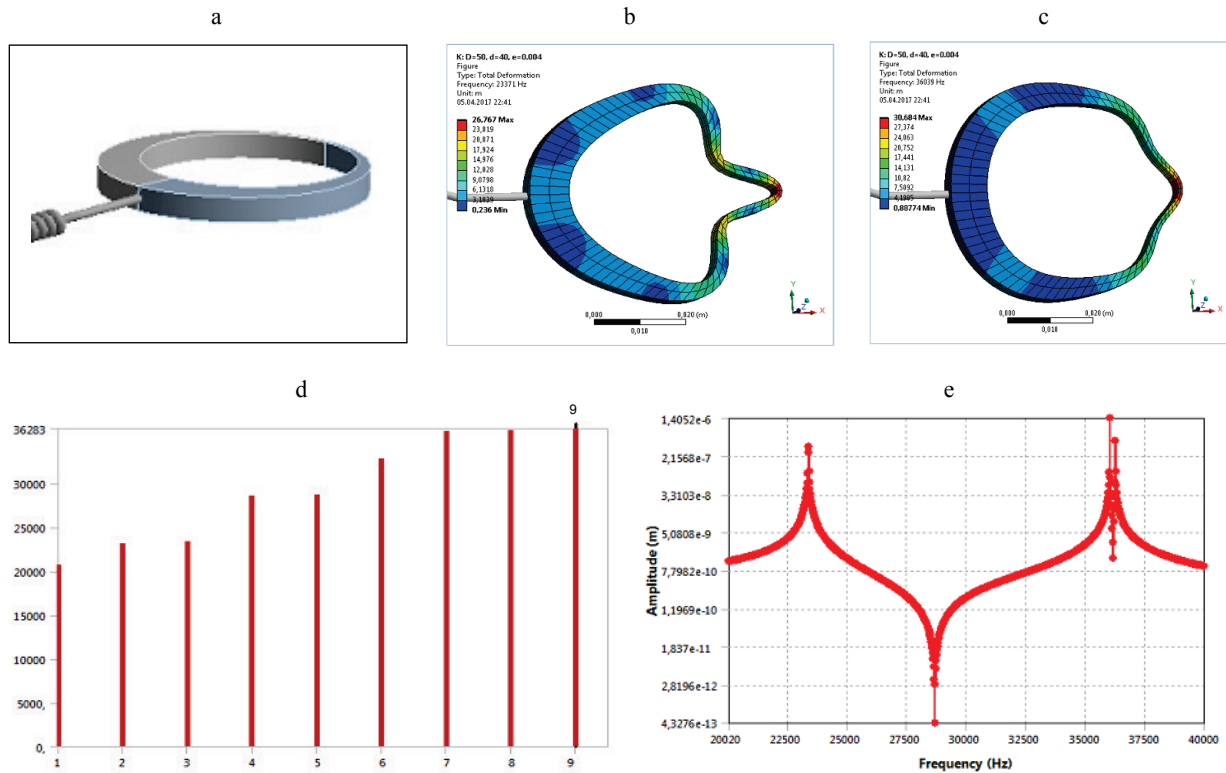 a
b
c
K: D=50, d=40, e=0.004
Figure
Type: Total Deformation
Frequency: 23371 Hz
Unit: m
05.04.2017 22:41
26,767 Max
23,819
20,871
17,924
14,976
12,028
9,0798
6,1318
3,1839
0,236 Min
0,000
0,020 (m)
0,010
Y
Z
X
K: D=50, d=40, e=0.004
Figure
Type: Total Deformation
Frequency: 36039 Hz
Unit: m
05.04.2017 22:41
30,684 Max
27,374
24,063
20,752
17,441
14,131
10,82
7,5092
4,1985
0,88774 Min
0,000
0,020 (m)
0,010
Y
Z
X
d
9
36283
30000
25000
20000
15000
10000
5000,
0,
1 2 3 4 5 6 7 8 9
e
Amplitude (m)
1,4052e-6
2,1568e-7
3,3103e-8
5,0808e-9
7,7982e-10
1,1969e-10
1,837e-11
2,8196e-12
4,3276e-13
20020 22500 25000 27500 30000 32500 35000 37500 40000
Frequency (Hz)